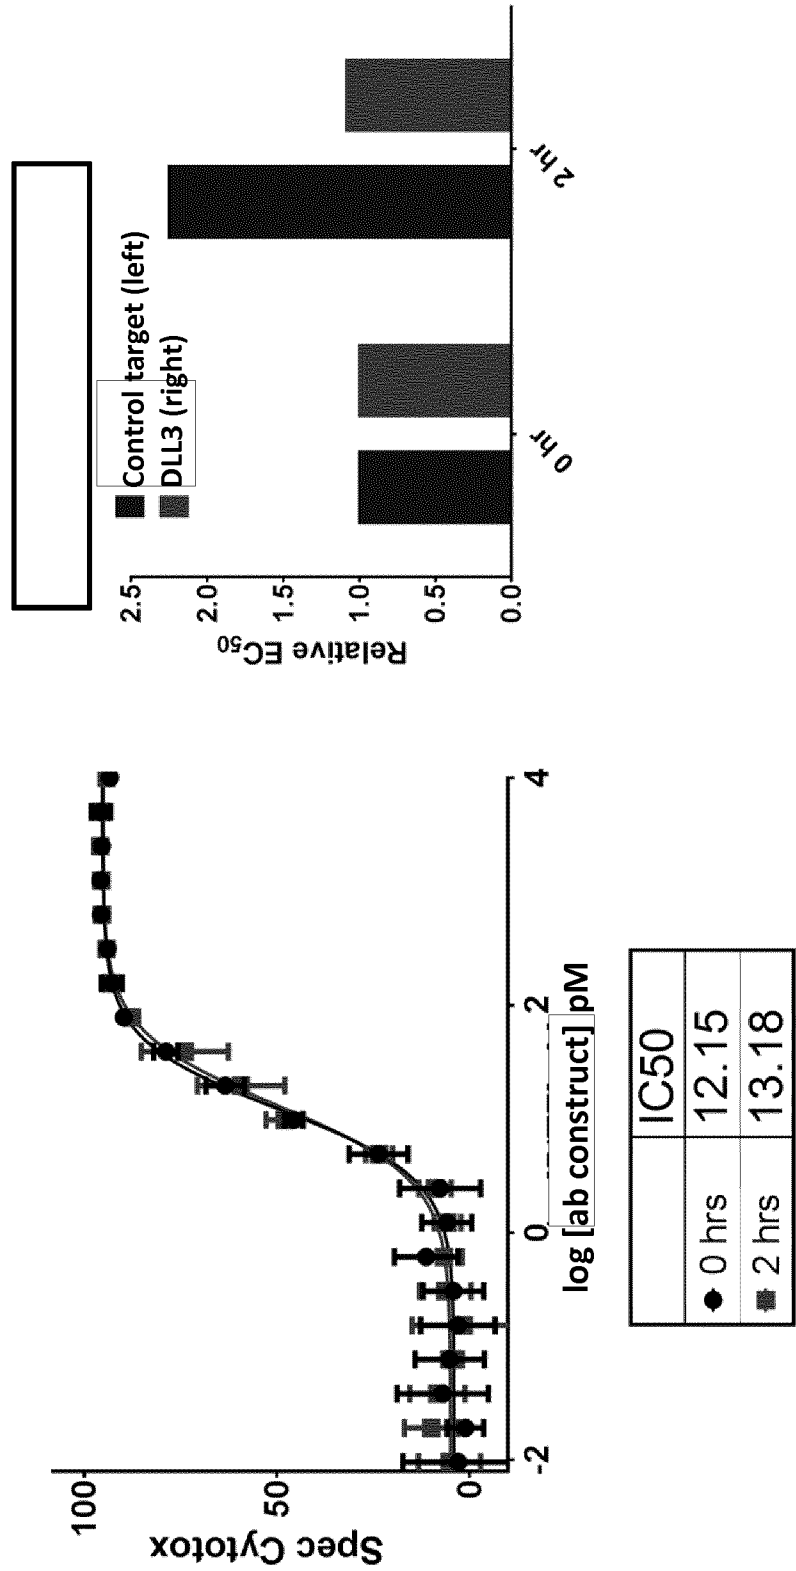 Spec Cytotox
100
50
0
-2
0
2
4
log [ab construct] pM
IC50
0 hrs
12.15
2 hrs
13.18
Control target (left)
DLL3 (right)
Relative EC50
2.5
2.0
1.5
1.0
0.5
0.0
0 hr
2 hr